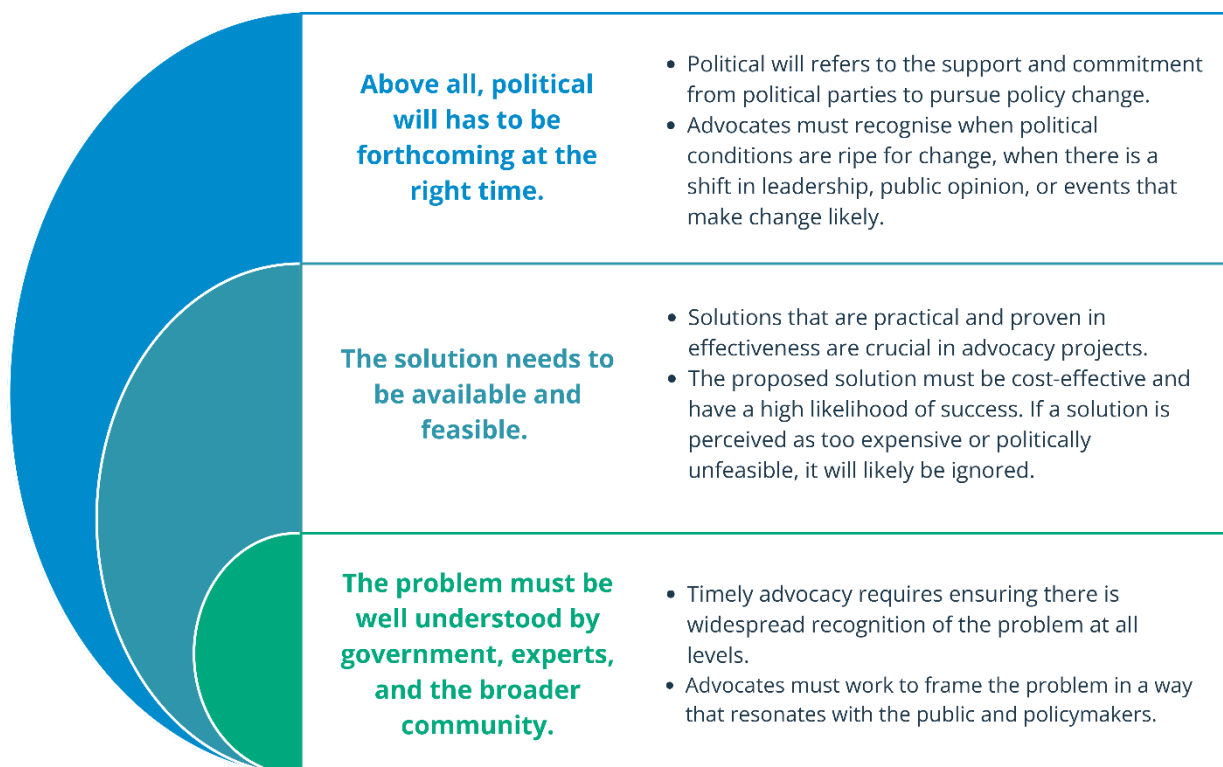 Above all, political
will has to be
forthcoming at the
right time.
• Political will refers to the support and commitment
from political parties to pursue policy change.
• Advocates must recognise when political
conditions are ripe for change, when there is a
shift in leadership, public opinion, or events that
make change likely.
The solution needs to
be available and
feasible.
• Solutions that are practical and proven in
effectiveness are crucial in advocacy projects.
• The proposed solution must be cost-effective and
have a high likelihood of success. If a solution is
perceived as too expensive or politically
unfeasible, it will likely be ignored.
The problem must be
well understood by
government, experts,
and the broader
community.
• Timely advocacy requires ensuring there is
widespread recognition of the problem at all
levels.
• Advocates must work to frame the problem in a way
that resonates with the public and policymakers.